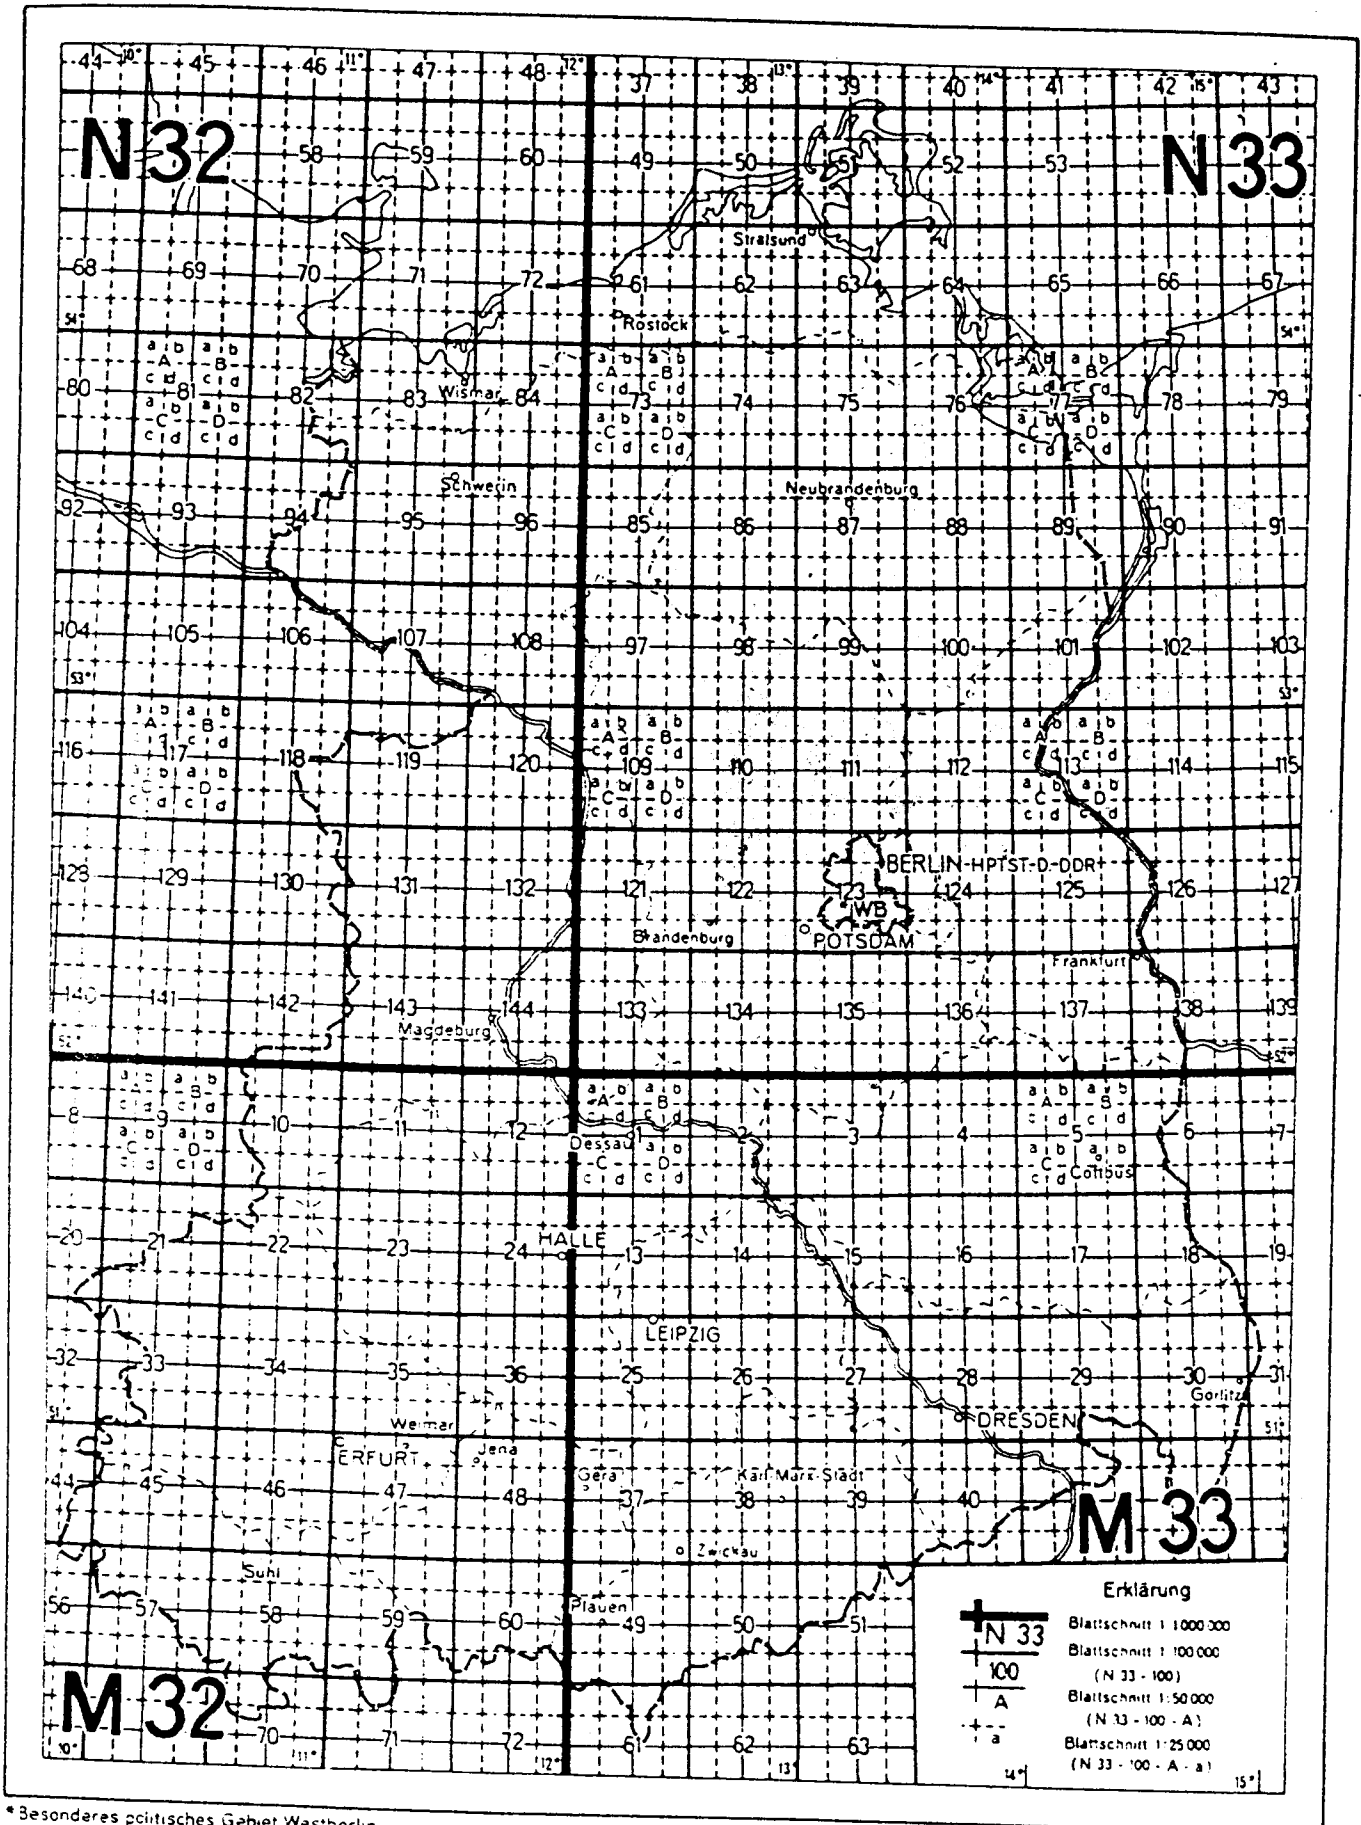 44 10° 45 46 11° 47 48 12° 37 38 13° 39 40 14° 41 42 15° 43
N 32
N 33
58 59 60 49 50 51 52 53
Stralsund
68 69 70 71 72 61 62 63 64 65 66 67
54° 54°
Rostock
a b a b a b a b a b a b
A B A B A B
c d c d c d c d c d c d
80 81 82 83 Wismar 84 73 74 75 76 77 78 79
a b a b a b a b a b a b
C D C D C D
c d c d c d c d c d c d
Schwerin Neubrandenburg
92 93 94 95 96 85 86 87 88 89 90 91
104 105 106 107 108 97 98 99 100 101 102 103
53° 53°
a b a b a b a b a b a b
A B A B A B
c d c d c d c d c d
116 117 118 119 120 109 110 111 112 113 114 115
a b a b a b a b a b
C D C D C D
c d c d c d c d c d c d
BERLIN-HPTST-D-DDR
128 129 130 131 132 121 122 123 124 125 126 127
WB
Brandenburg POTSDAM
Frankfurt
140 141 142 143 144 133 134 135 136 137 138 139
Magdeburg
52° 52°
a b a b a b a b a b a b
A B A B A B
c d c d c d c d c d c d
8 9 10 11 12 1 2 3 4 5 6 7
Dessau
a b a b a b a b a b
C D C D C D
c d c d c d c d c d
Cottbus
20 21 22 23 24 13 14 15 16 17 18 19
HALLE
LEIPZIG
32 33 34 35 36 25 26 27 28 29 30 31
Görlitz
51° 51°
Weimar DRESDEN
ERFURT Jena
Gera Karl-Marx-Stadt
44 45 46 47 48 37 38 39 40
M 33
Zwickau
Suhl
Plauen
56 57 58 59 60 49 50 51
M 32
70 71 72 61 62 63
10° 11° 12° 13° 14° 15°
Erklärung
N 33 Blattschnitt 1:1000 000
100 Blattschnitt 1:100 000
(N 33 - 100)
A Blattschnitt 1:50 000
(N 33 - 100 - A)
a Blattschnitt 1:25 000
(N 33 - 100 - A - a)
* Besonderes politisches Gebiet Westberlin